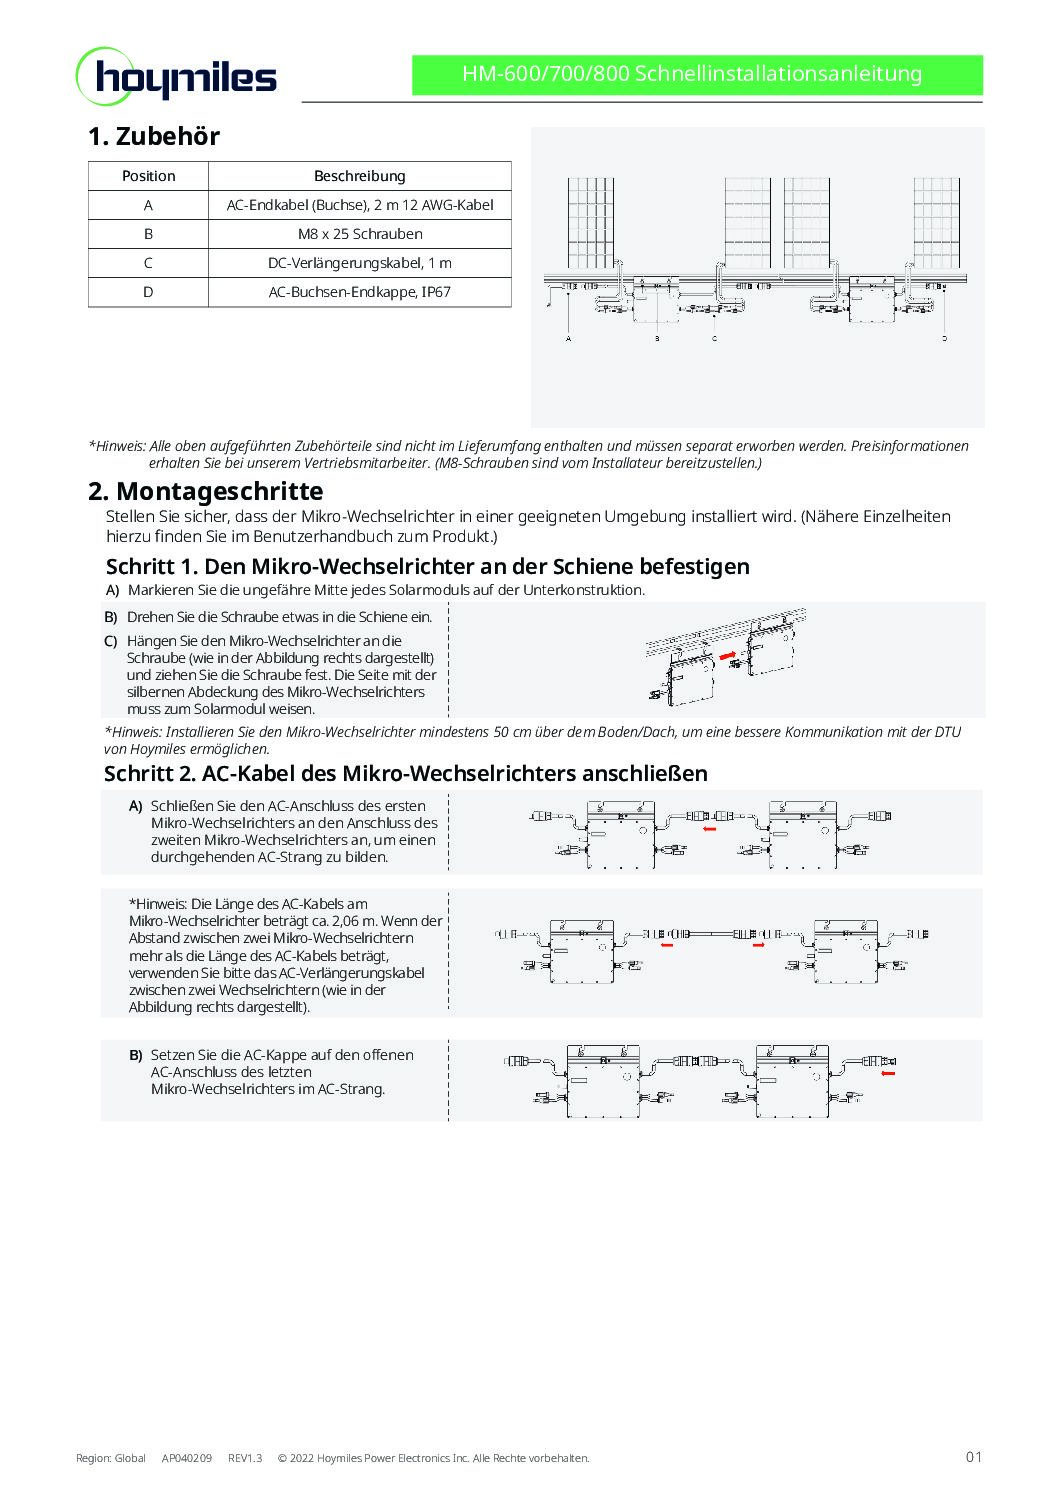 hoymiles
HM-600/700/800 Schnellinstallationsanleitung
1. Zubehör
Position Beschreibung
A AC-Endkabel (Buchse), 2 m 12 AWG-Kabel
B M8 x 25 Schrauben
C DC-Verlängerungskabel, 1 m
D AC-Buchsen-Endkappe, IP67
A B C D
*Hinweis: Alle oben aufgeführten Zubehörteile sind nicht im Lieferumfang enthalten und müssen separat erworben werden. Preisinformationen
erhalten Sie bei unserem Vertriebsmitarbeiter. (M8-Schrauben sind vom Installateur bereitzustellen.)
2. Montageschritte
Stellen Sie sicher, dass der Mikro-Wechselrichter in einer geeigneten Umgebung installiert wird. (Nähere Einzelheiten
hierzu finden Sie im Benutzerhandbuch zum Produkt.)
Schritt 1. Den Mikro-Wechselrichter an der Schiene befestigen
A) Markieren Sie die ungefähre Mitte jedes Solarmoduls auf der Unterkonstruktion.
B) Drehen Sie die Schraube etwas in die Schiene ein.
C) Hängen Sie den Mikro-Wechselrichter an die
Schraube (wie in der Abbildung rechts dargestellt)
und ziehen Sie die Schraube fest. Die Seite mit der
silbernen Abdeckung des Mikro-Wechselrichters
muss zum Solarmodul weisen.
*Hinweis: Installieren Sie den Mikro-Wechselrichter mindestens 50 cm über dem Boden/Dach, um eine bessere Kommunikation mit der DTU
von Hoymiles ermöglichen.
Schritt 2. AC-Kabel des Mikro-Wechselrichters anschließen
A) Schließen Sie den AC-Anschluss des ersten
Mikro-Wechselrichters an den Anschluss des
zweiten Mikro-Wechselrichters an, um einen
durchgehenden AC-Strang zu bilden.
*Hinweis: Die Länge des AC-Kabels am
Mikro-Wechselrichter beträgt ca. 2,06 m. Wenn der
Abstand zwischen zwei Mikro-Wechselrichtern
mehr als die Länge des AC-Kabels beträgt,
verwenden Sie bitte das AC-Verlängerungskabel
zwischen zwei Wechselrichtern (wie in der
Abbildung rechts dargestellt).
B) Setzen Sie die AC-Kappe auf den offenen
AC-Anschluss des letzten
Mikro-Wechselrichters im AC-Strang.
Region: Global AP040209 REV1.3 © 2022 Hoymiles Power Electronics Inc. Alle Rechte vorbehalten. 01